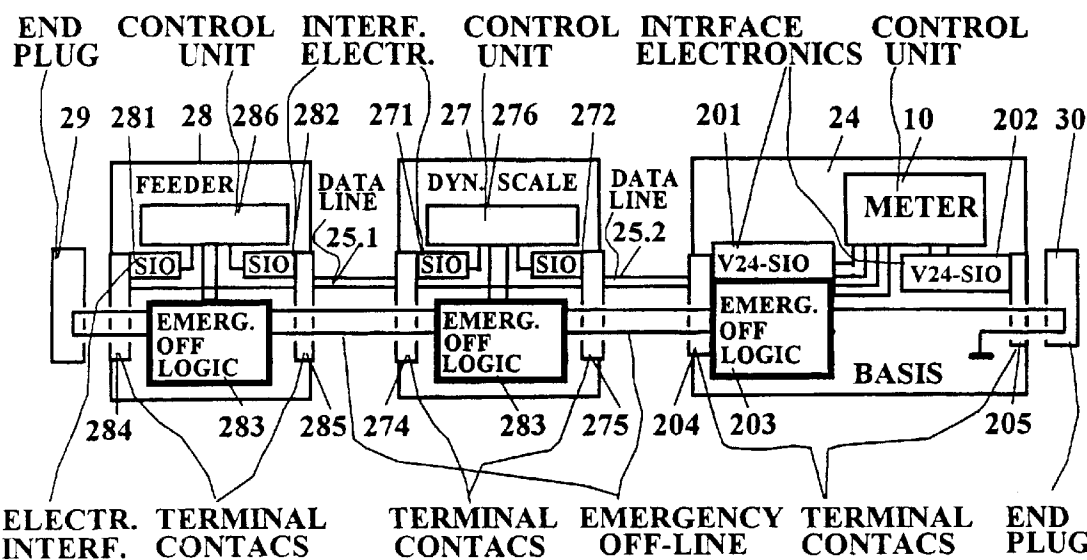 END PLUG
CONTROL UNIT
INTERF. ELECTR.
CONTROL UNIT
INTRFACE ELECTRONICS
CONTROL UNIT
29 281 28 286 282 271 27 276 272 201 24 10 202 30
FEEDER
DATA LINE
25.1
DYN. SCALE
DATA LINE
25.2
METER
SIO
SIO
SIO
SIO
V24-SIO
V24-SIO
EMERG.
OFF
LOGIC
EMERG.
OFF
LOGIC
EMERG.
OFF
LOGIC
BASIS
284 283 285 274 283 275 204 203 205
ELECTR. INTERF.
TERMINAL CONTACS
TERMINAL CONTACS
EMERGENCY OFF-LINE
TERMINAL CONTACS
END PLUG